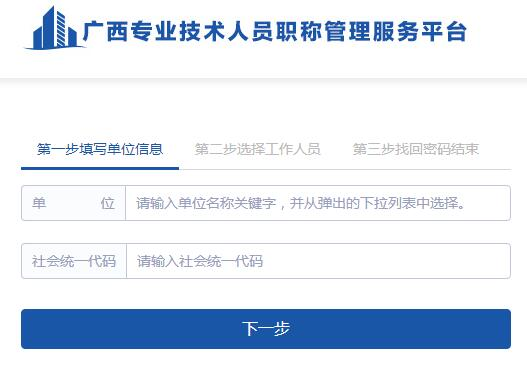 广西专业技术人员职称管理服务平台
第一步填写单位信息 第二步选择工作人员 第三步找回密码结束
单 位 请输入单位名称关键字，并从弹出的下拉列表中选择。
社会统一代码 请输入社会统一代码
下一步